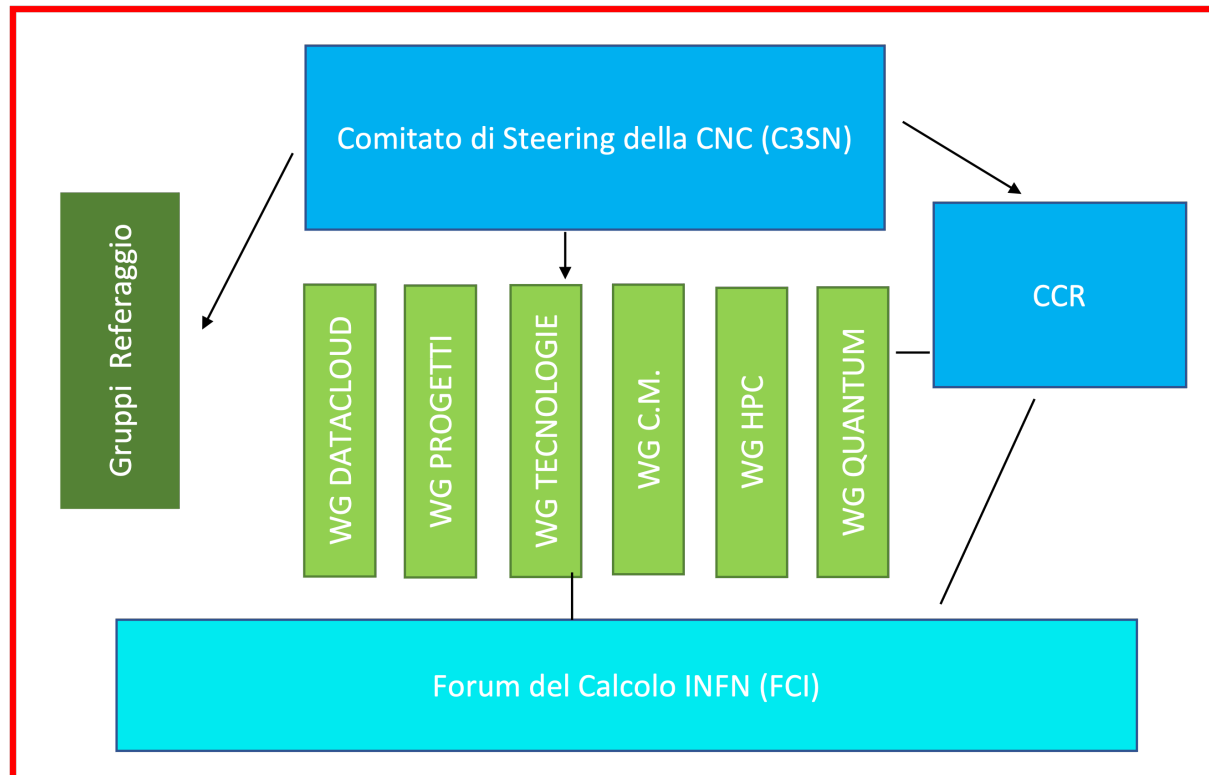 Comitato di Steering della CNC (C3SN)
Gruppi Referaggio
CCR
WG DATACLOUD
WG PROGETTI
WG TECNOLOGIE
WG C.M.
WG HPC
WG QUANTUM
Forum del Calcolo INFN (FCI)